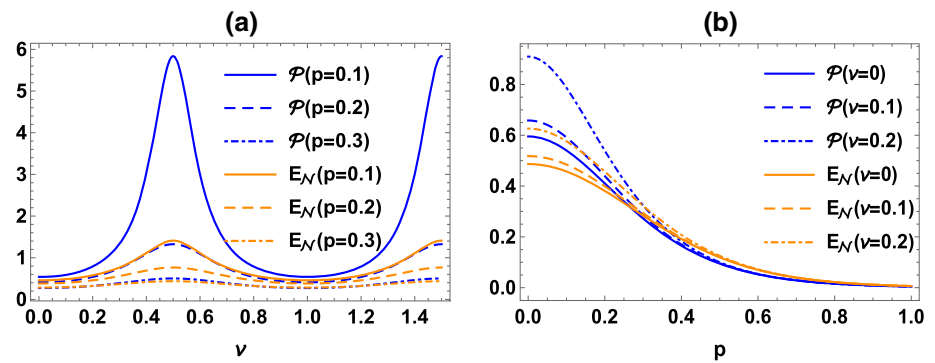 (a)
6
5
4
3
2
1
0
0.0 0.2 0.4 0.6 0.8 1.0 1.2 1.4
ν
𝒫(p=0.1)
𝒫(p=0.2)
𝒫(p=0.3)
E𝒩(p=0.1)
E𝒩(p=0.2)
E𝒩(p=0.3)
(b)
1.0
0.8
0.6
0.4
0.2
0.0
0.0 0.2 0.4 0.6 0.8 1.0
p
𝒫(ν=0)
𝒫(ν=0.1)
𝒫(ν=0.2)
E𝒩(ν=0)
E𝒩(ν=0.1)
E𝒩(ν=0.2)